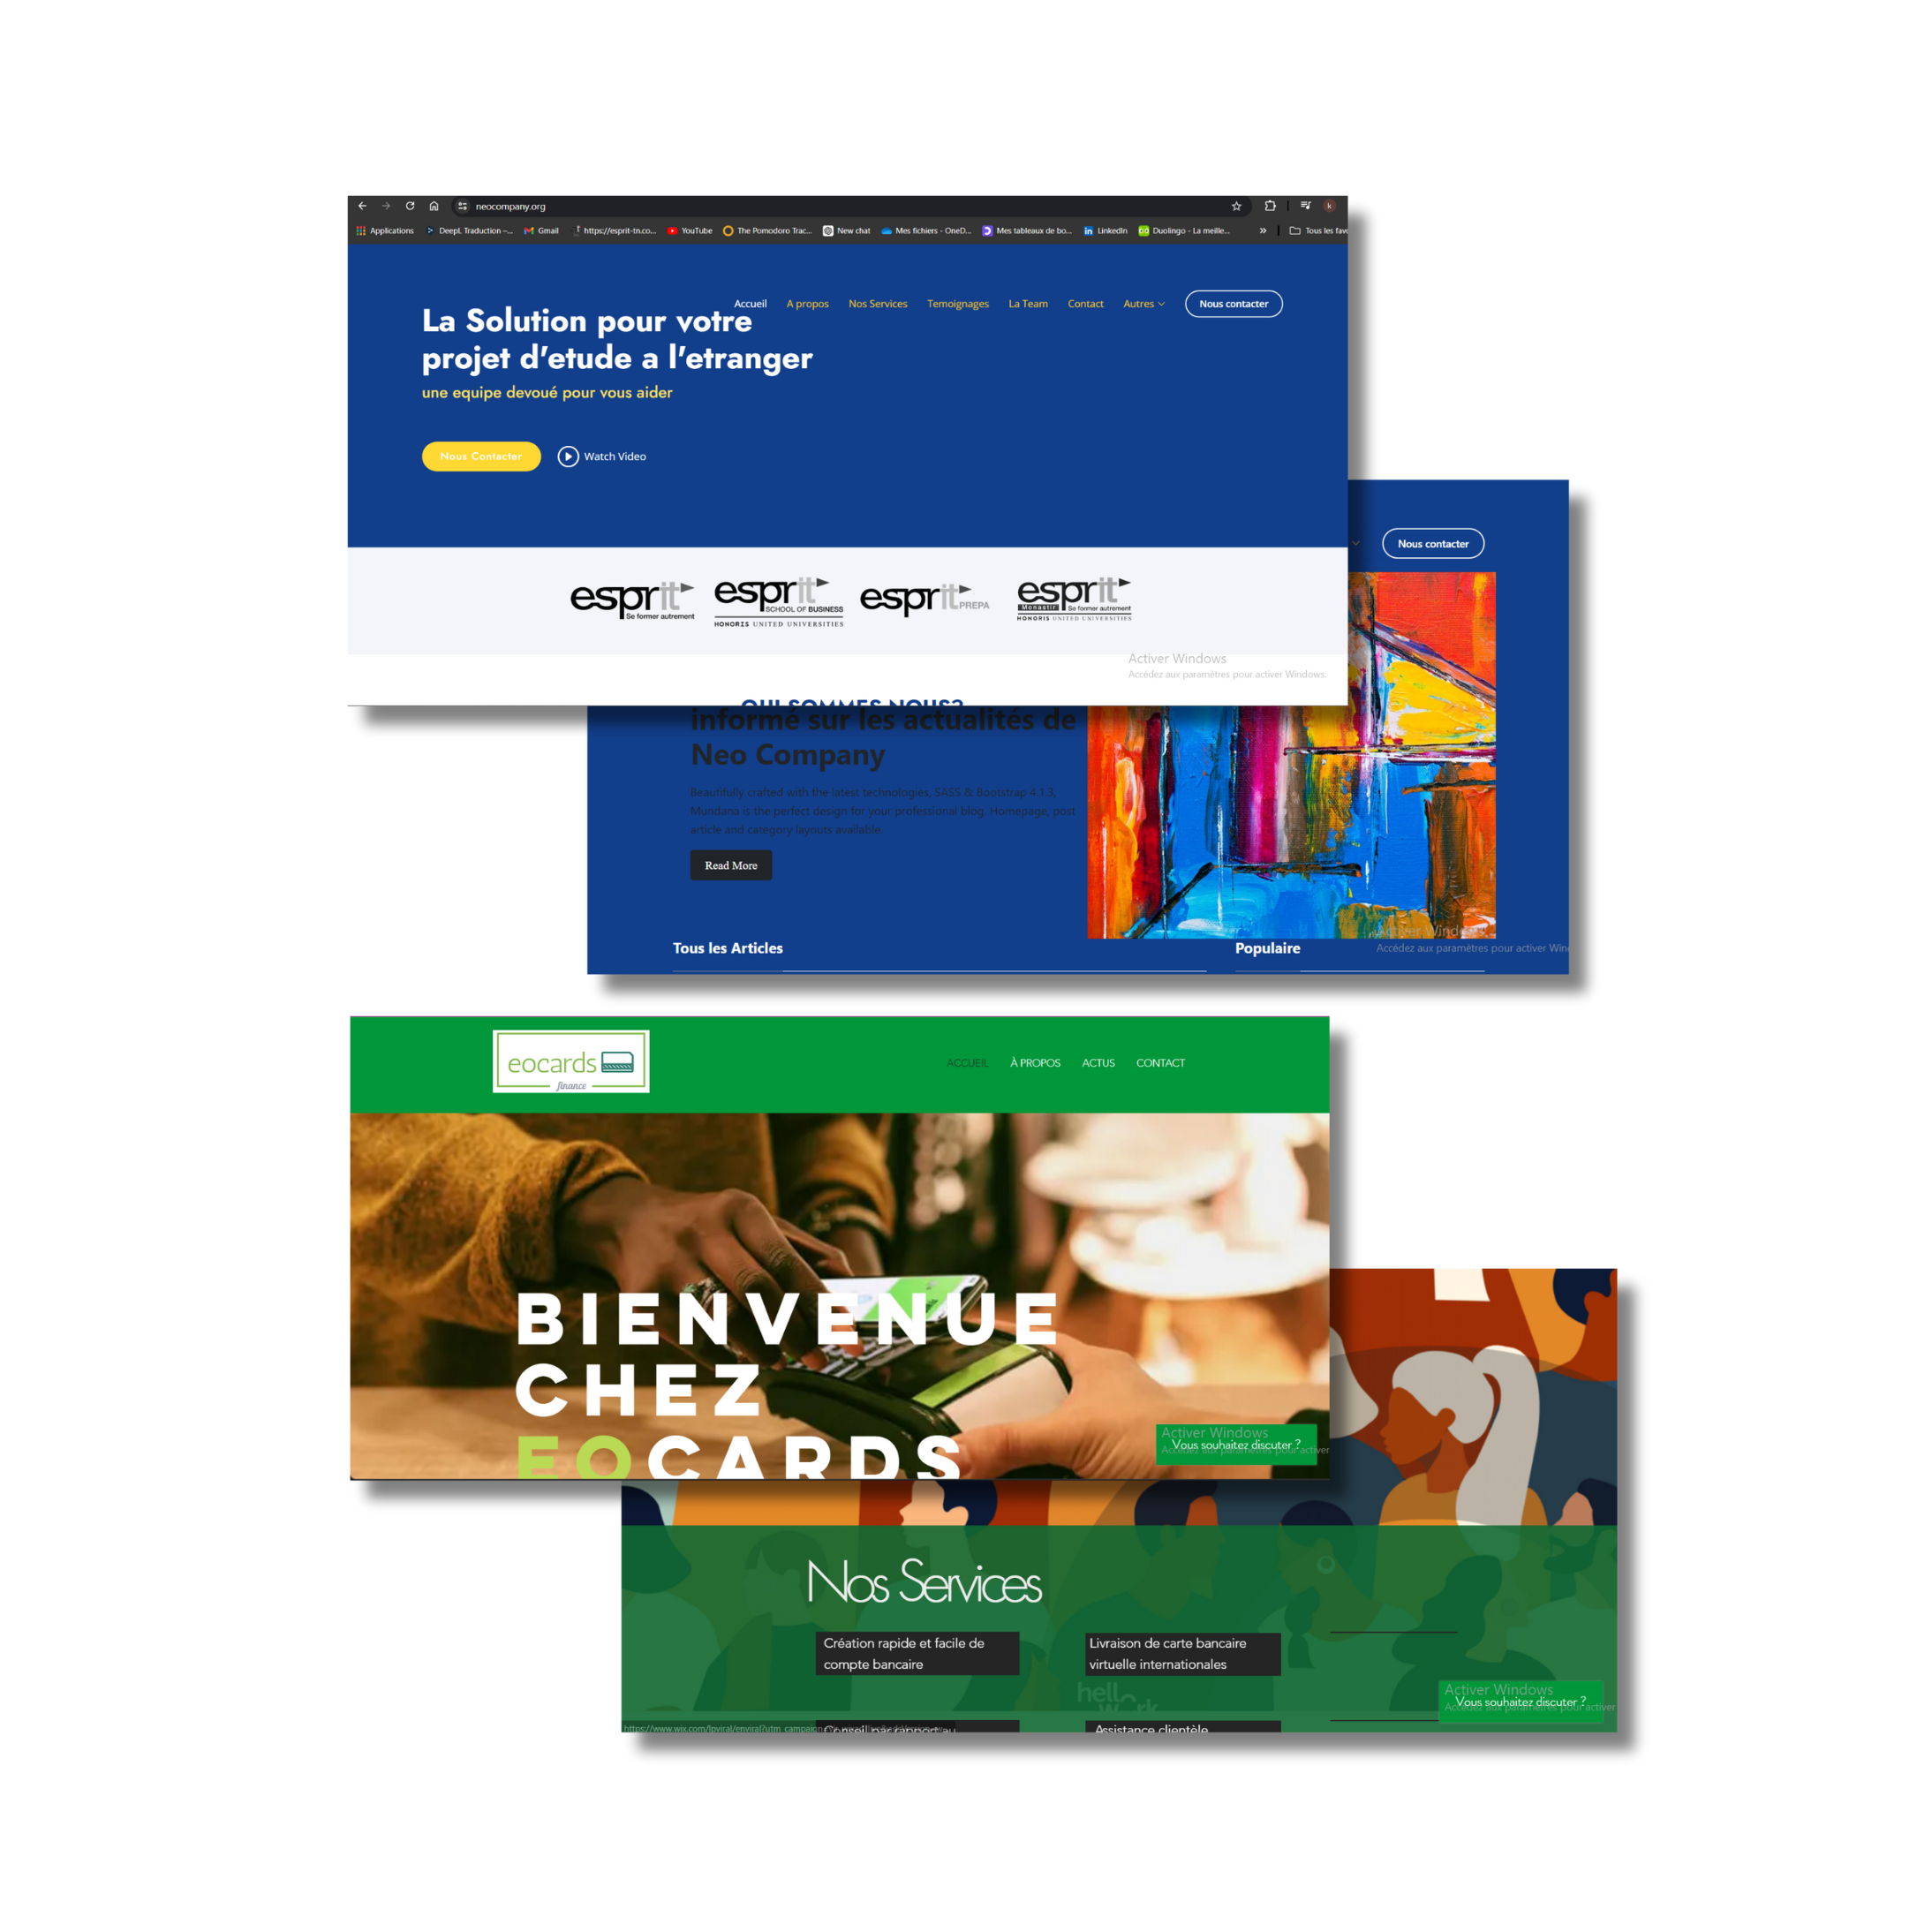 neocompany.org
Applications
DeepL Traduction –...
Gmail
https://esprit-tn.co...
YouTube
The Pomodoro Trac...
New chat
Mes fichiers - OneD...
Mes tableaux de bo...
LinkedIn
Duolingo - La meille...
Tous les fav
Accueil
A propos
Nos Services
Temoignages
La Team
Contact
Autres
Nous contacter
La Solution pour votre
projet d'etude a l'etranger
une equipe devoué pour vous aider
Nous Contacter
Watch Video
esprit
Se former autrement
esprit
SCHOOL OF BUSINESS
HONORIS UNITED UNIVERSITIES
esprit PREPA
esprit
Monastir Se former autrement
HONORIS UNITED UNIVERSITIES
Activer Windows
Accédez aux paramètres pour activer Windows.
QUI SOMMES NOUS?
Nous contacter
informé sur les actualités de
Neo Company
Beautifully crafted with the latest technologies, SASS & Bootstrap 4.1.3,
Mundana is the perfect design for your professional blog. Homepage, post
article and category layouts available.
Read More
Tous les Articles
Populaire
Activer Windows
Accédez aux paramètres pour activer Win
eocards
finance
ACCUEIL
À PROPOS
ACTUS
CONTACT
BIENVENUE
CHEZ
EOCARDS
Activer Windows
Vous souhaitez discuter ?
Accédez aux paramètres pour activer
Nos Services
Création rapide et facile de
compte bancaire
Livraison de carte bancaire
virtuelle internationales
hello
work
Conseil par rapport au
Assistance clientèle
Activer Windows
Vous souhaitez discuter ?
Accédez aux paramètres pour activer